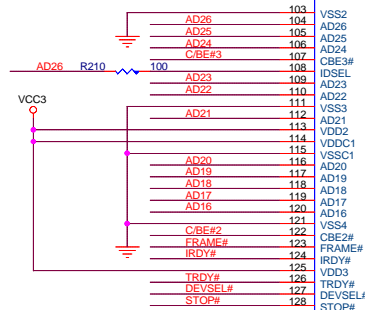 103 VSS2
AD26 104 AD26
AD25 105 AD25
AD24 106 AD24
C/BE#3 107 CBE3#
AD26 R210 100 108 IDSEL
AD23 109 AD23
AD22 110 AD22
VCC3 111 VSS3
AD21 112 AD21
113 VDD2
114 VDDC1
115 VSSC1
AD20 116 AD20
AD19 117 AD19
AD18 118 AD18
AD17 119 AD17
AD16 120 AD16
121 VSS4
C/BE#2 122 CBE2#
FRAME# 123 FRAME#
IRDY# 124 IRDY#
125 VDD3
TRDY# 126 TRDY#
DEVSEL# 127 DEVSEL#
STOP# 128 STOP#